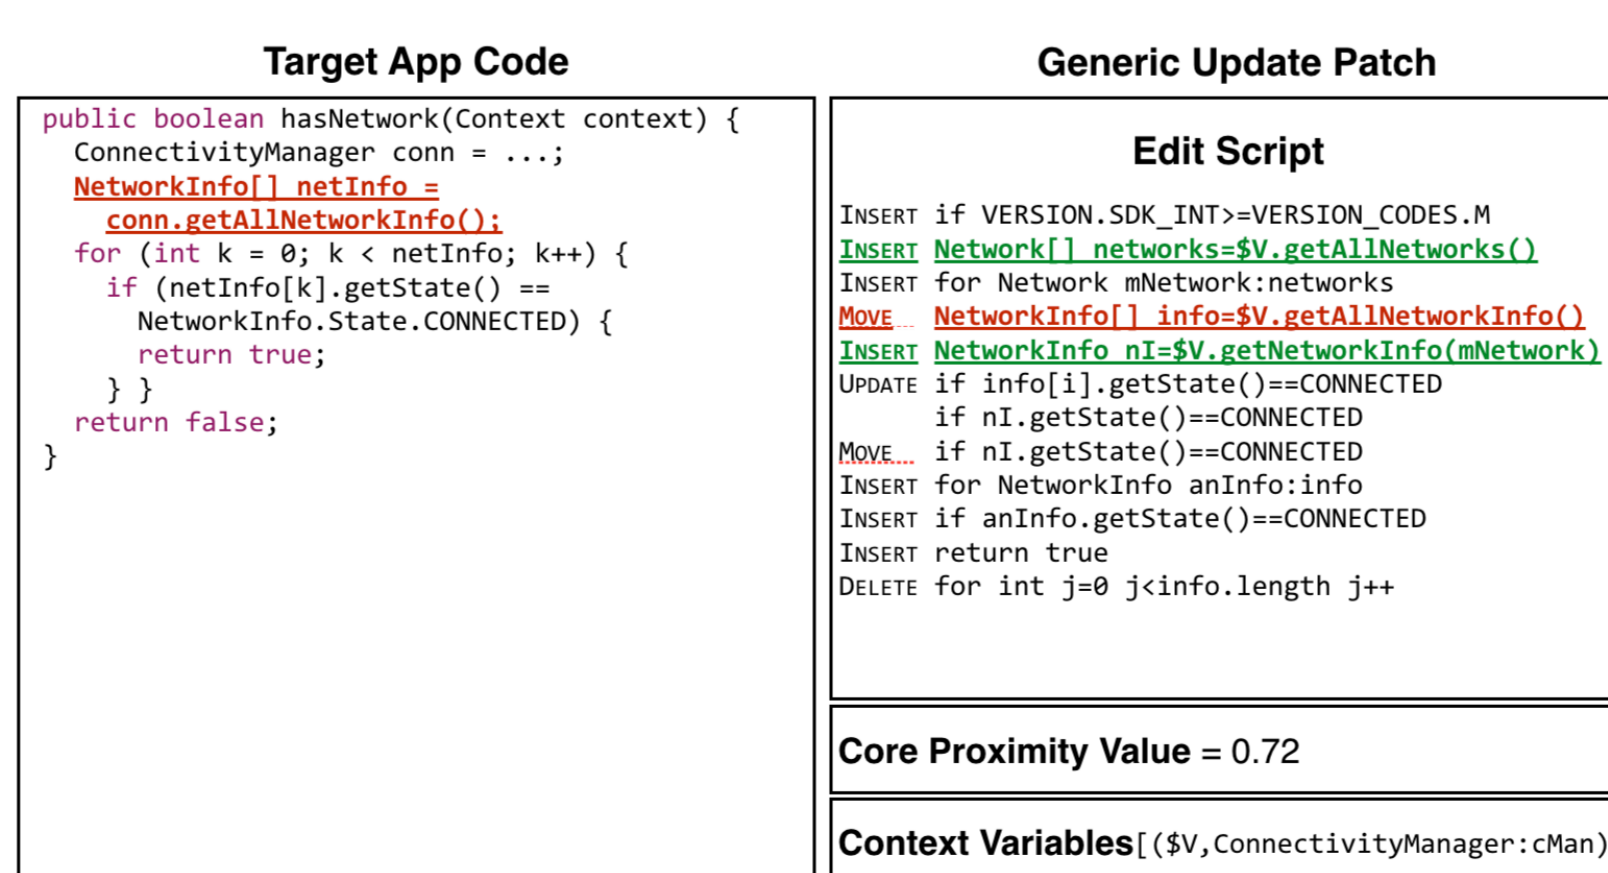 Target App Code
public boolean hasNetwork(Context context) {
ConnectivityManager conn = ...;
NetworkInfo[] netInfo =
conn.getAllNetworkInfo();
for (int k = 0; k < netInfo; k++) {
if (netInfo[k].getState() ==
NetworkInfo.State.CONNECTED) {
return true;
} }
return false;
}
Generic Update Patch
Edit Script
INSERT if VERSION.SDK_INT>=VERSION_CODES.M
INSERT Network[] networks=$V.getAllNetworks()
INSERT for Network mNetwork:networks
MOVE NetworkInfo[] info=$V.getAllNetworkInfo()
INSERT NetworkInfo nI=$V.getNetworkInfo(mNetwork)
UPDATE if info[i].getState()==CONNECTED
if nI.getState()==CONNECTED
MOVE if nI.getState()==CONNECTED
INSERT for NetworkInfo anInfo:info
INSERT if anInfo.getState()==CONNECTED
INSERT return true
DELETE for int j=0 j<info.length j++
Core Proximity Value = 0.72
Context Variables[($V,ConnectivityManager:cMan)